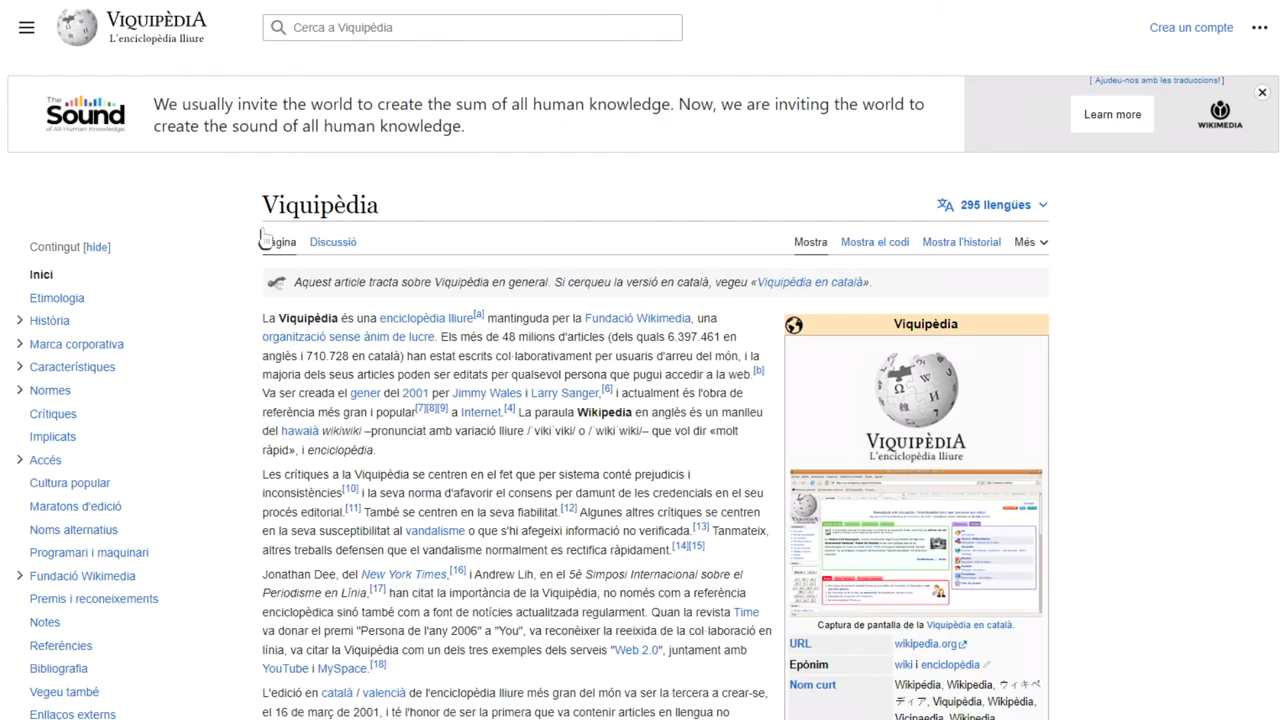 VIQUIPÈDIA
L'enciclopèdia lliure
Cerca a Viquipèdia
Crea un compte
The Sound of All Human Knowledge.
We usually invite the world to create the sum of all human knowledge. Now, we are inviting the world to
create the sound of all human knowledge.
[ Ajudeu-nos amb les traduccions! ]
Learn more
WIKIMEDIA
Viquipèdia
295 llengües
Pàgina Discussió Mostra Mostra el codi Mostra l'historial Més
Contingut [hide]
Inici
Etimologia
Història
Marca corporativa
Característiques
Normes
Crítiques
Implicats
Accés
Cultura popular
Maratons d'edició
Noms alternatius
Programari i maquinari
Fundació Wikimedia
Premis i reconeixements
Notes
Referències
Bibliografia
Vegeu també
Enllaços externs
Aquest article tracta sobre Viquipèdia en general. Si cerqueu la versió en català, vegeu «Viquipèdia en català».
La Viquipèdia és una enciclopèdia lliure[a] mantinguda per la Fundació Wikimedia, una
organització sense ànim de lucre. Els més de 48 milions d'articles (dels quals 6.397.461 en
anglès i 710.728 en català) han estat escrits col·laborativament per usuaris d'arreu del món, i la
majoria dels seus articles poden ser editats per qualsevol persona que pugui accedir a la web.[b]
Va ser creada el gener del 2001 per Jimmy Wales i Larry Sanger,[6] i actualment és l'obra de
referència més gran i popular[7][8][9] a Internet.[4] La paraula Wikipedia en anglès és un manlleu
del hawaià wikiwiki –pronunciat amb variació lliure /ˈvikiˈviki/ o /ˈwikiˈwiki/– que vol dir «molt
ràpid», i enciclopèdia.
Les crítiques a la Viquipèdia se centren en el fet que per sistema conté prejudicis i
inconsistències[10] i la seva norma d'afavorir el consens per damunt de les credencials en el seu
procés editorial.[11] També se centren en la seva fiabilitat.[12] Algunes altres crítiques se centren
en la seva susceptibilitat al vandalisme o que s'hi afegeixi informació no verificada.[13] Tanmateix,
altres treballs defensen que el vandalisme normalment es rectifica ràpidament.[14][15]
Jonathan Dee, del New York Times,[16] i Andrew Lih, en el 5è Simposi Internacional sobre el
Periodisme en Línia,[17] han citat la importància de la Viquipèdia, no només com a referència
enciclopèdica sinó també com a font de notícies actualitzada regularment. Quan la revista Time
va donar el premi "Persona de l'any 2006" a "You", va reconèixer la reeixida de la col·laboració en
línia, va citar la Viquipèdia com un dels tres exemples dels serveis "Web 2.0", juntament amb
YouTube i MySpace.[18]
L'edició en català / valencià de l'enciclopèdia lliure més gran del món va ser la tercera a crear-se,
el 16 de març de 2001, i té l'honor de ser la primera que va contenir articles en llengua no
Viquipèdia
VIQUIPÈDIA
L'enciclopèdia lliure
Captura de pantalla de la Viquipèdia en català.
URL wikipedia.org
Epònim wiki i enciclopèdia
Nom curt Wikipédia, Wikipedia, ウィキペ
ディア, Viquipèdia, Wikipèdia,
Vicipaedia, Wikipedia